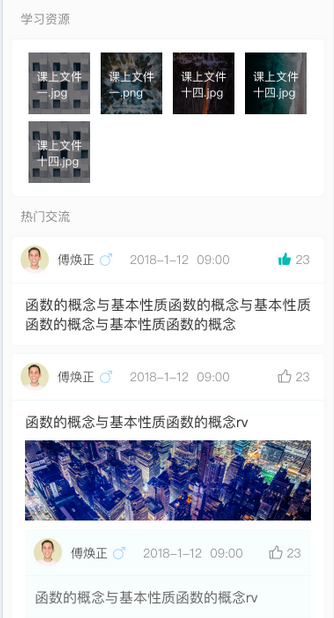 学习资源
课上文件
一.jpg
课上文件
一.png
课上文件
十四.jpg
课上文件
十四.jpg
课上文件
十四.jpg
热门交流
傅焕正 ♂ 2018-1-12 09:00 23
函数的概念与基本性质函数的概念与基本性质
函数的概念与基本性质函数的概念
傅焕正 ♂ 2018-1-12 09:00 23
函数的概念与基本性质函数的概念rv
傅焕正 ♂ 2018-1-12 09:00 23
函数的概念与基本性质函数的概念rv